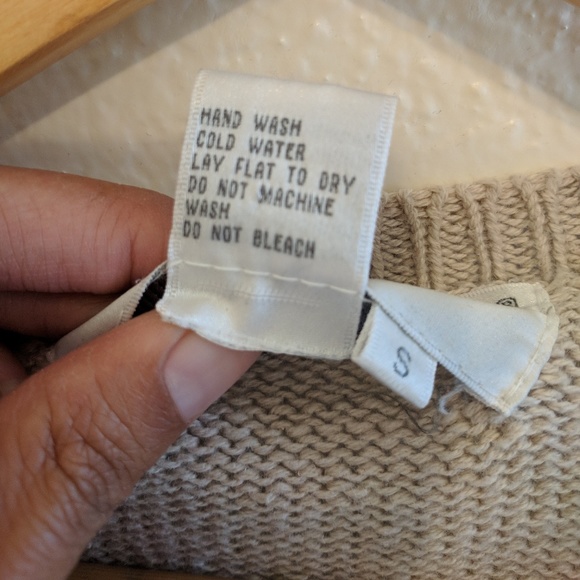 HAND WASH
COLD WATER
LAY FLAT TO DRY
DO NOT MACHINE
WASH
DO NOT BLEACH
S